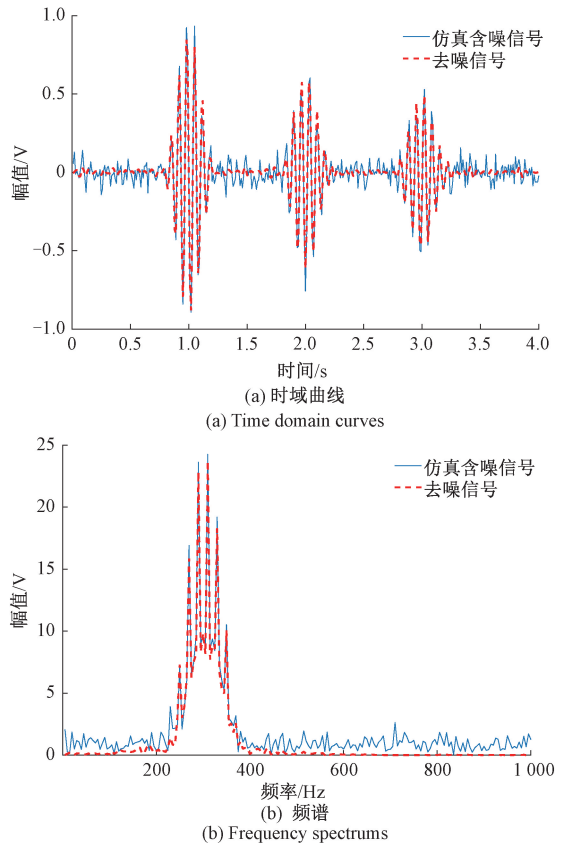 1.0
仿真含噪信号
去噪信号
0.5
0
−0.5
−1.0
幅值/V
0 0.5 1.0 1.5 2.0 2.5 3.0 3.5 4.0
时间/s
(a) 时域曲线
(a) Time domain curves
25
仿真含噪信号
去噪信号
20
15
10
5
0
幅值/V
200 400 600 800 1 000
频率/Hz
(b) 频谱
(b) Frequency spectrums